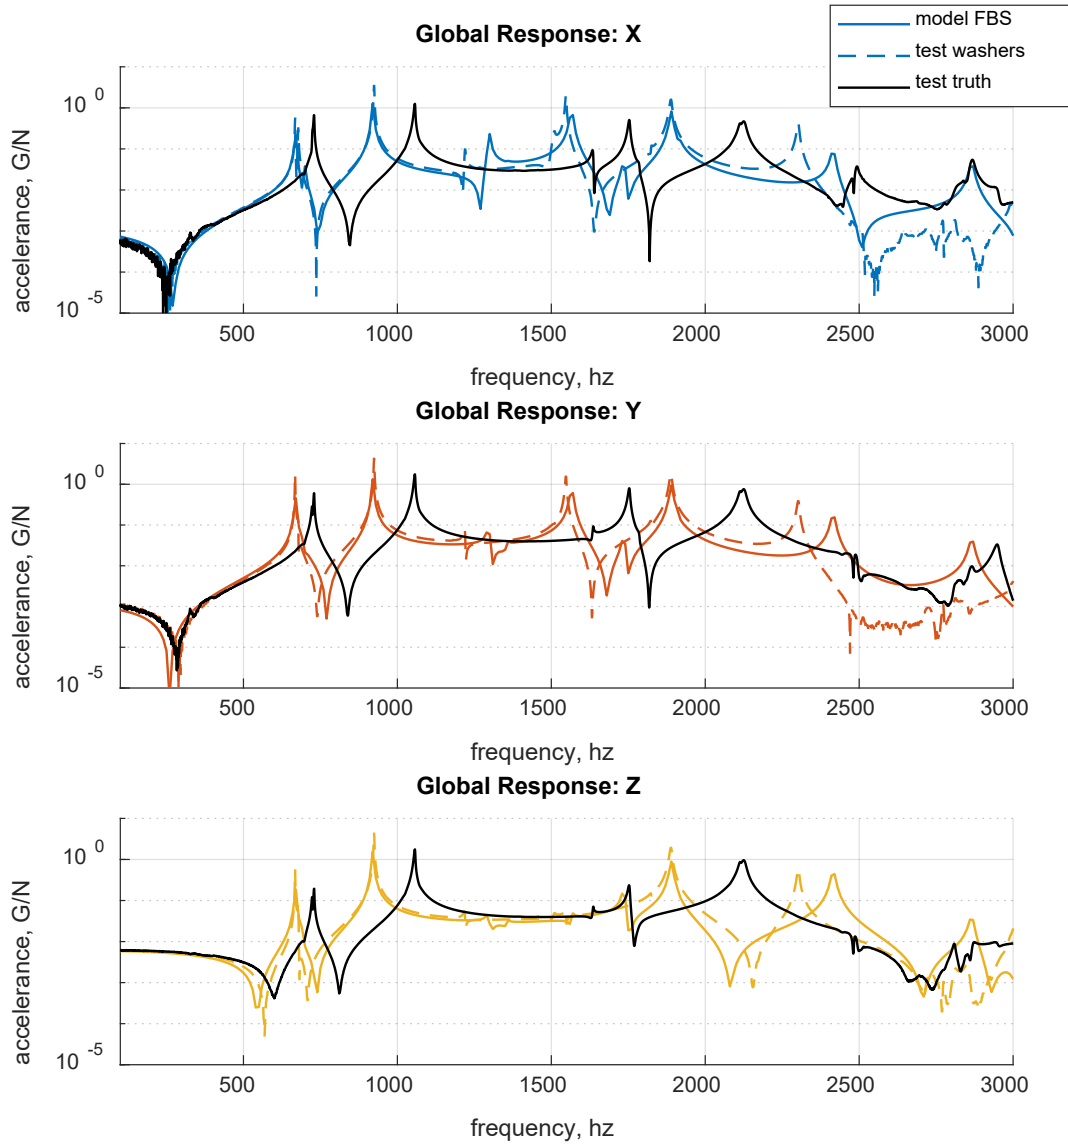 Global Response: X
model FBS
test washers
test truth
10 0
10 -5
accelerance, G/N
500 1000 1500 2000 2500 3000
frequency, hz
Global Response: Y
10 0
10 -5
accelerance, G/N
500 1000 1500 2000 2500 3000
frequency, hz
Global Response: Z
10 0
10 -5
accelerance, G/N
500 1000 1500 2000 2500 3000
frequency, hz